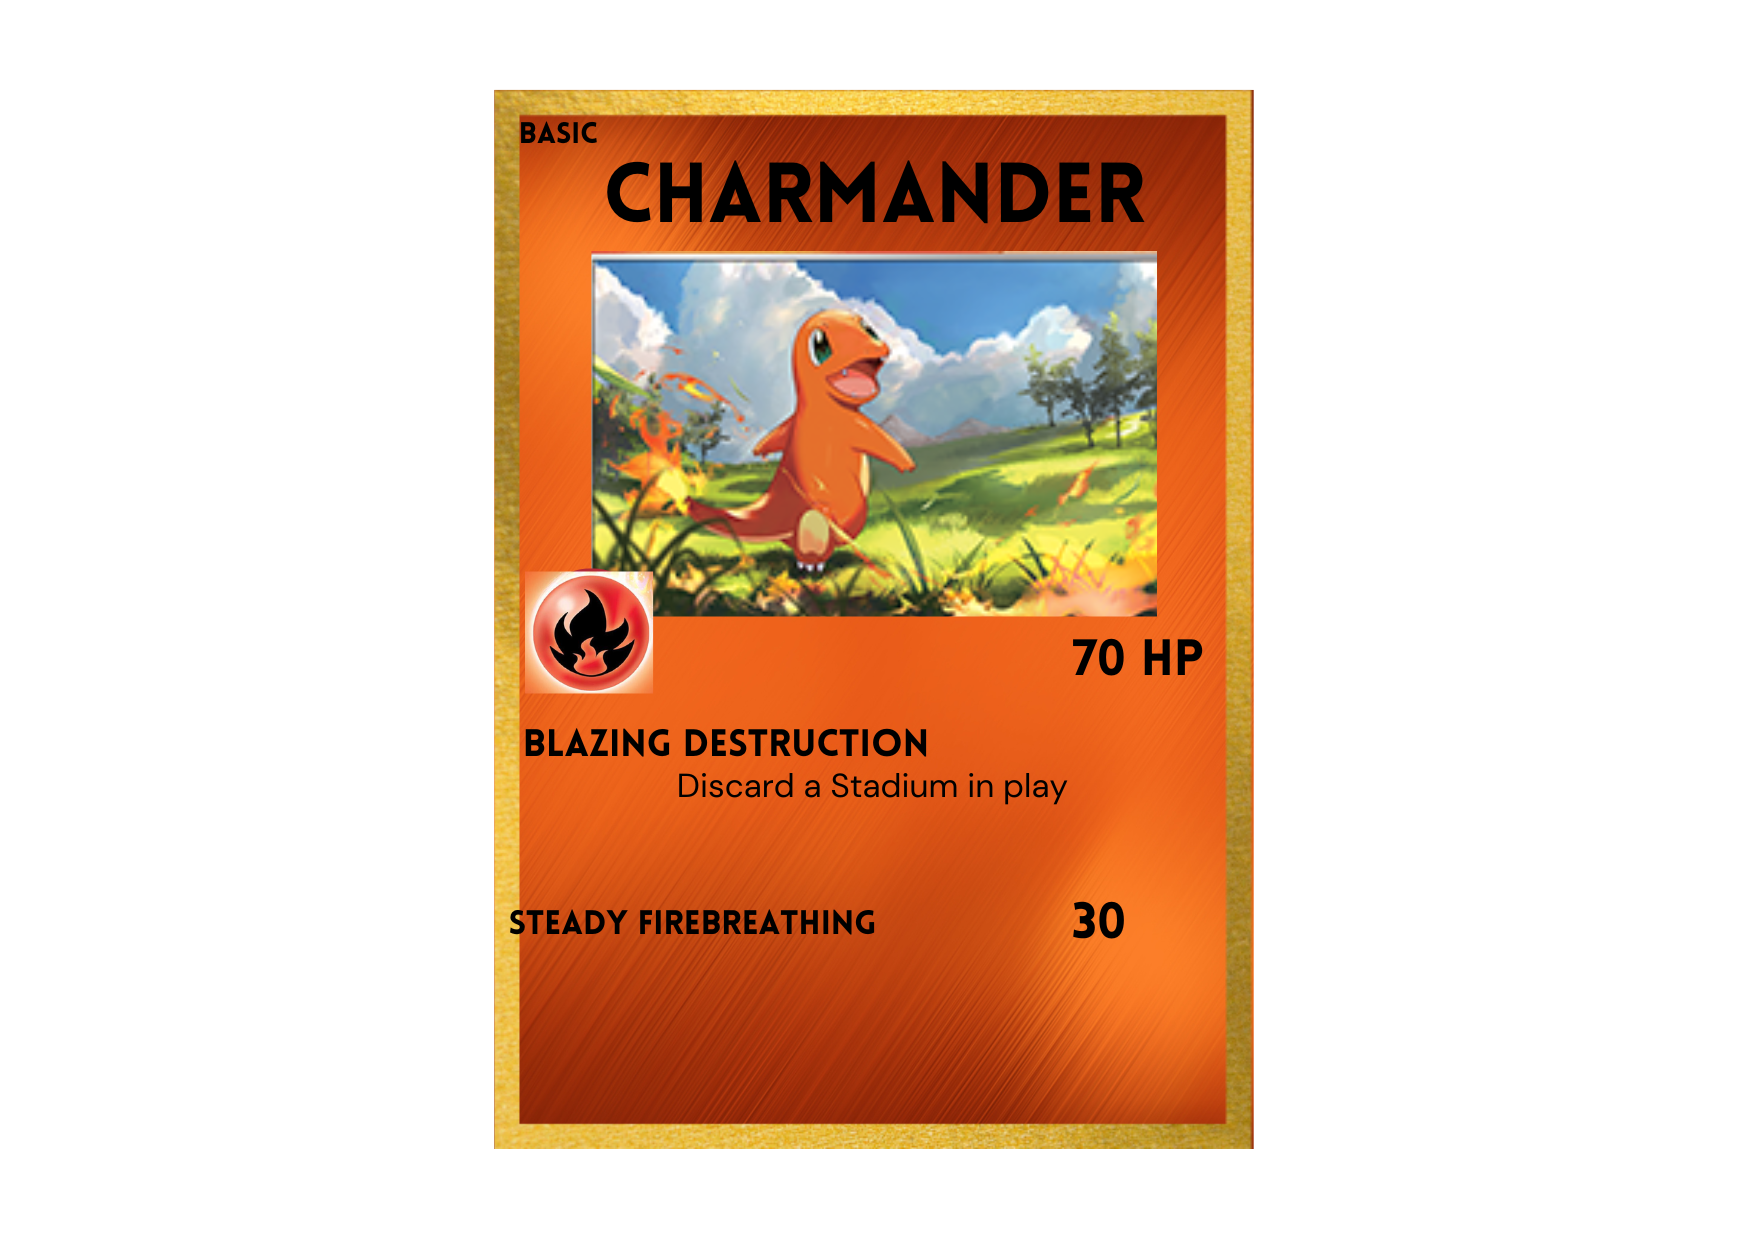 BASIC
CHARMANDER
70 HP
BLAZING DESTRUCTION
Discard a Stadium in play
STEADY FIREBREATHING 30